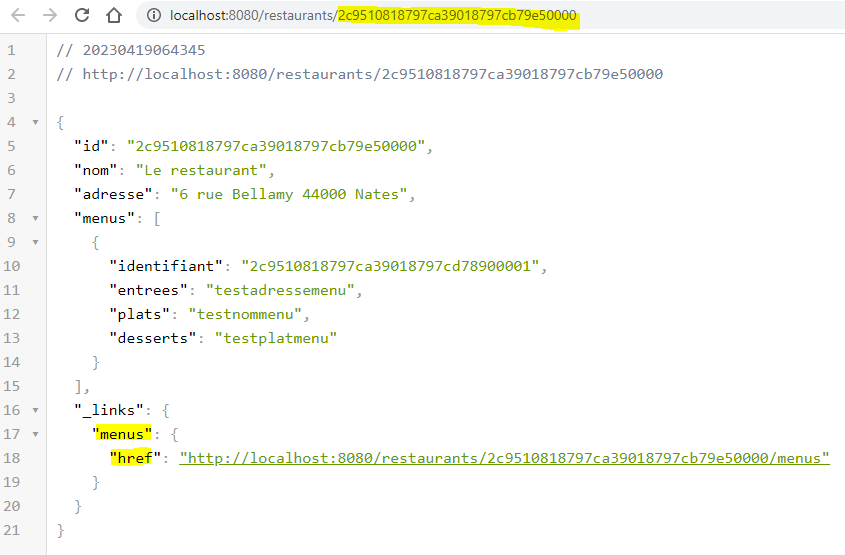 localhost:8080/restaurants/2c9510818797ca39018797cb79e50000
1 // 20230419064345
2 // http://localhost:8080/restaurants/2c9510818797ca39018797cb79e50000
3
4 {
5 "id": "2c9510818797ca39018797cb79e50000",
6 "nom": "Le restaurant",
7 "adresse": "6 rue Bellamy 44000 Nates",
8 "menus": [
9 {
10 "identifiant": "2c9510818797ca39018797cd78900001",
11 "entrees": "testadressemenu",
12 "plats": "testnommenu",
13 "desserts": "testplatmenu"
14 }
15 ],
16 "_links": {
17 "menus": {
18 "href": "http://localhost:8080/restaurants/2c9510818797ca39018797cb79e50000/menus"
19 }
20 }
21 }